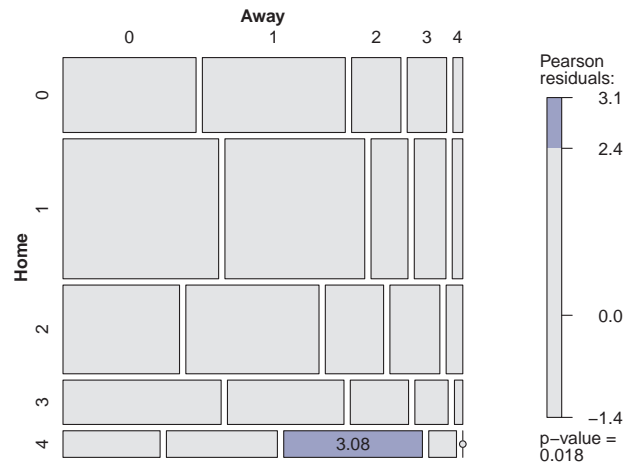 Away
0 1 2 3 4
Home
0
1
2
3
4
3.08
Pearson
residuals:
3.1
2.4
0.0
−1.4
p−value =
0.018